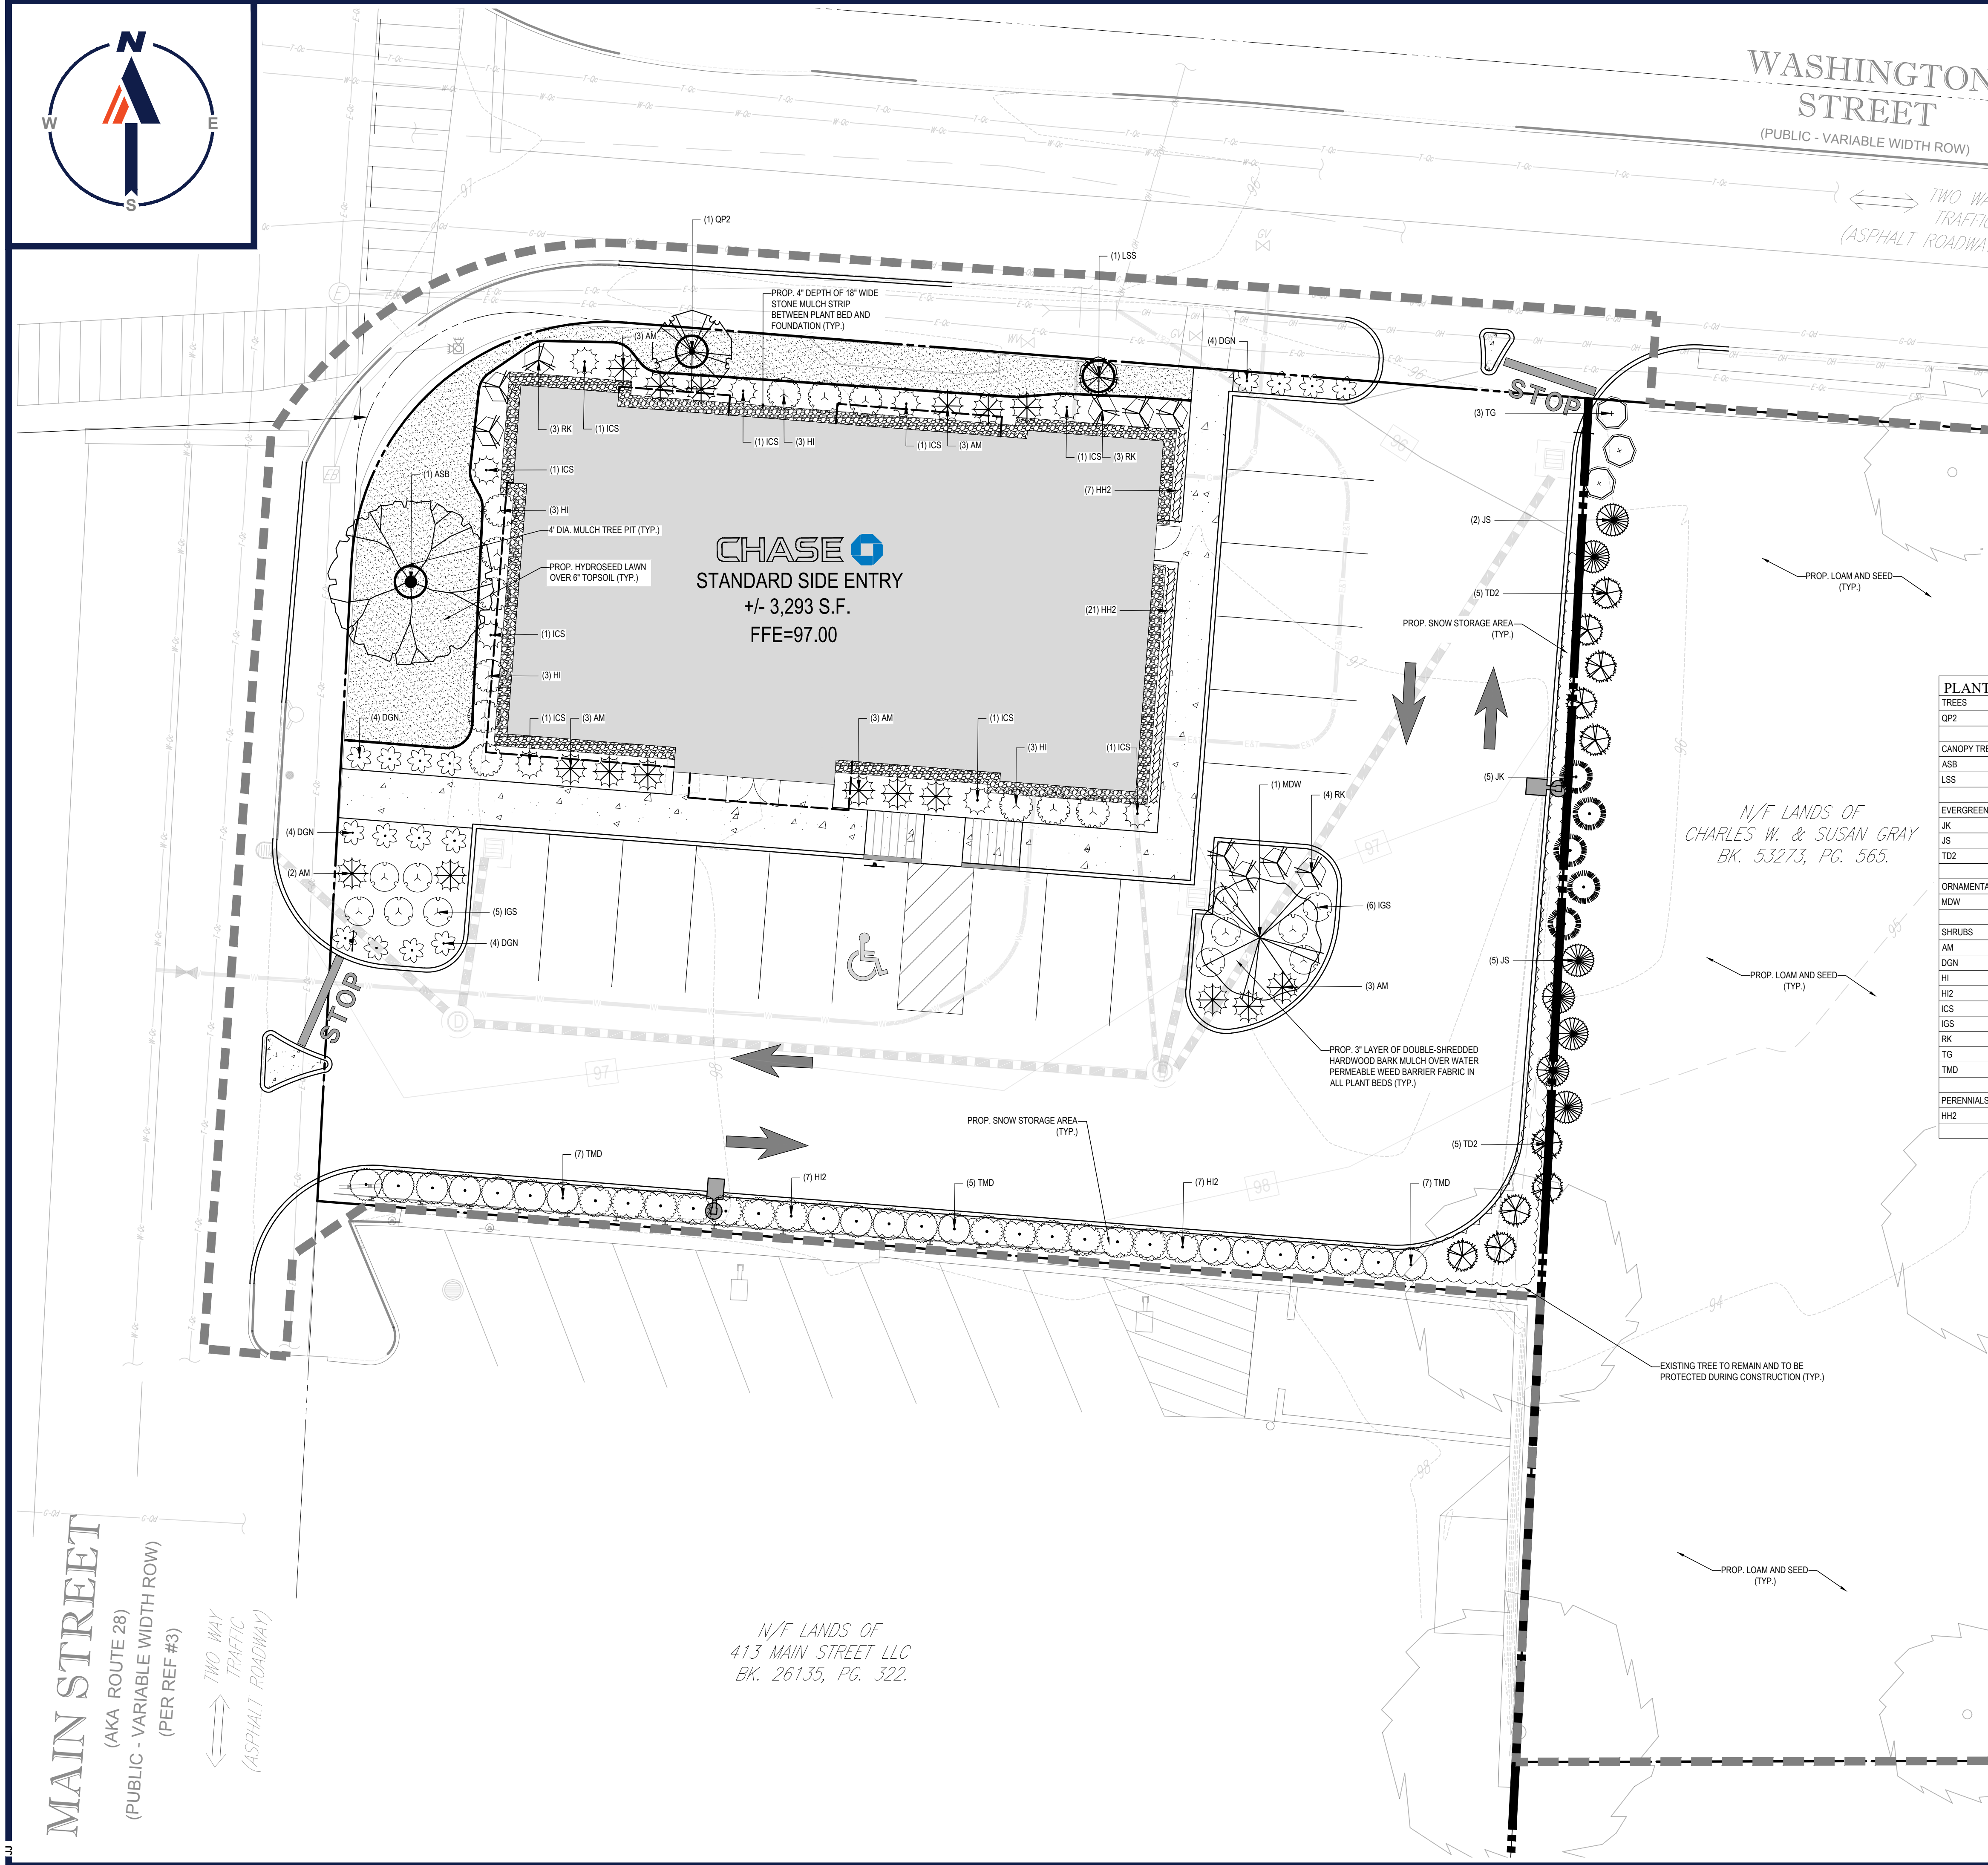 N
W
E
S
WASHINGTON
STREET
(PUBLIC - VARIABLE WIDTH ROW)
TWO WA
TRAFFIC
(ASPHALT ROADWA
(1) QP2
(1) LSS
PROP. 4" DEPTH OF 18" WIDE
STONE MULCH STRIP
BETWEEN PLANT BED AND
FOUNDATION (TYP.)
(3) AM
(4) DGN
STOP
(3) TG
(3) RK
(1) ICS
(1) ICS
(3) HI
(1) ICS
(3) AM
(1) ICS
(3) RK
(1) ASB
(1) ICS
(7) HH2
(3) HI
4' DIA. MULCH TREE PIT (TYP.)
(2) JS
PROP. HYDROSEED LAWN
OVER 6" TOPSOIL (TYP.)
CHASE
STANDARD SIDE ENTRY
+/- 3,293 S.F.
FFE=97.00
PROP. LOAM AND SEED
(TYP.)
(5) TD2
(21) HH2
PROP. SNOW STORAGE AREA
(TYP.)
(1) ICS
(3) HI
(4) DGN
(1) ICS
(3) AM
(3) AM
(1) ICS
(3) HI
(1) ICS
(5) JK
(1) MDW
(4) RK
N/F LANDS OF
CHARLES W. & SUSAN GRAY
BK. 53273, PG. 565.
PLANT
TREES
QP2
CANOPY TRE
ASB
LSS
EVERGREEN
JK
JS
TD2
ORNAMENTA
MDW
SHRUBS
AM
DGN
HI
HI2
ICS
IGS
RK
TG
TMD
PERENNIALS
HH2
(4) DGN
(2) AM
(5) IGS
(4) DGN
(6) IGS
(5) JS
(3) AM
PROP. LOAM AND SEED
(TYP.)
STOP
PROP. 3" LAYER OF DOUBLE-SHREDDED
HARDWOOD BARK MULCH OVER WATER
PERMEABLE WEED BARRIER FABRIC IN
ALL PLANT BEDS (TYP.)
PROP. SNOW STORAGE AREA
(TYP.)
(5) TD2
(7) TMD
(7) HI2
(5) TMD
(7) HI2
(7) TMD
EXISTING TREE TO REMAIN AND TO BE
PROTECTED DURING CONSTRUCTION (TYP.)
PROP. LOAM AND SEED
(TYP.)
N/F LANDS OF
413 MAIN STREET LLC
BK. 26135, PG. 322.
MAIN STREET
(AKA ROUTE 28)
(PUBLIC - VARIABLE WIDTH ROW)
(PER REF #3)
TWO WAY
TRAFFIC
(ASPHALT ROADWAY)
97
96
96
96
97
97
97
98
98
96
95
94
98